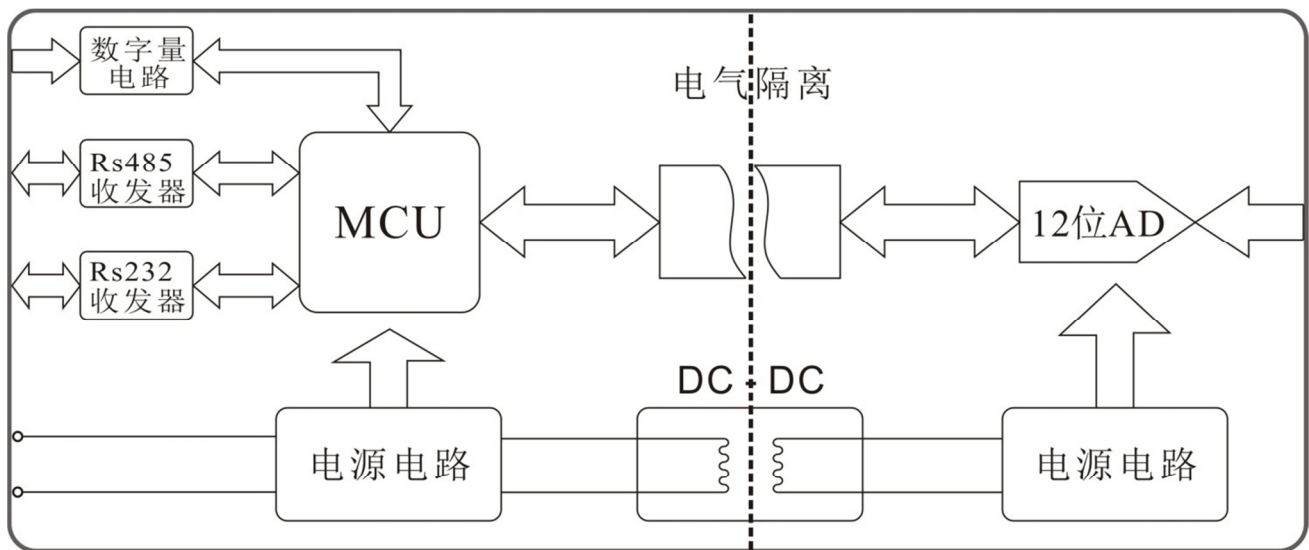 数字量
电路
电气隔离
Rs485
收发器
MCU
12位AD
Rs232
收发器
DC - DC
电源电路
电源电路